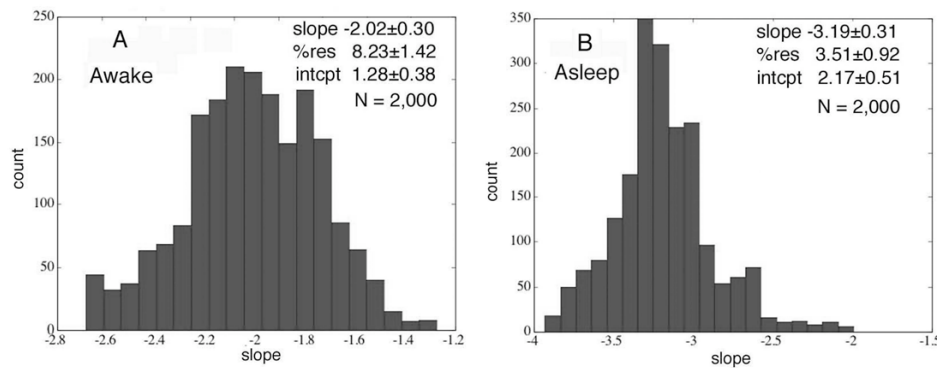 A
Awake
slope -2.02±0.30
%res 8.23±1.42
intcpt 1.28±0.38
N = 2,000
250
200
150
100
50
0
count
-2.8 -2.6 -2.4 -2.2 -2 -1.8 -1.6 -1.4 -1.2
slope
B
Asleep
slope -3.19±0.31
%res 3.51±0.92
intcpt 2.17±0.51
N = 2,000
350
300
250
200
150
100
50
0
count
-4 -3.5 -3 -2.5 -2 -1.5
slope